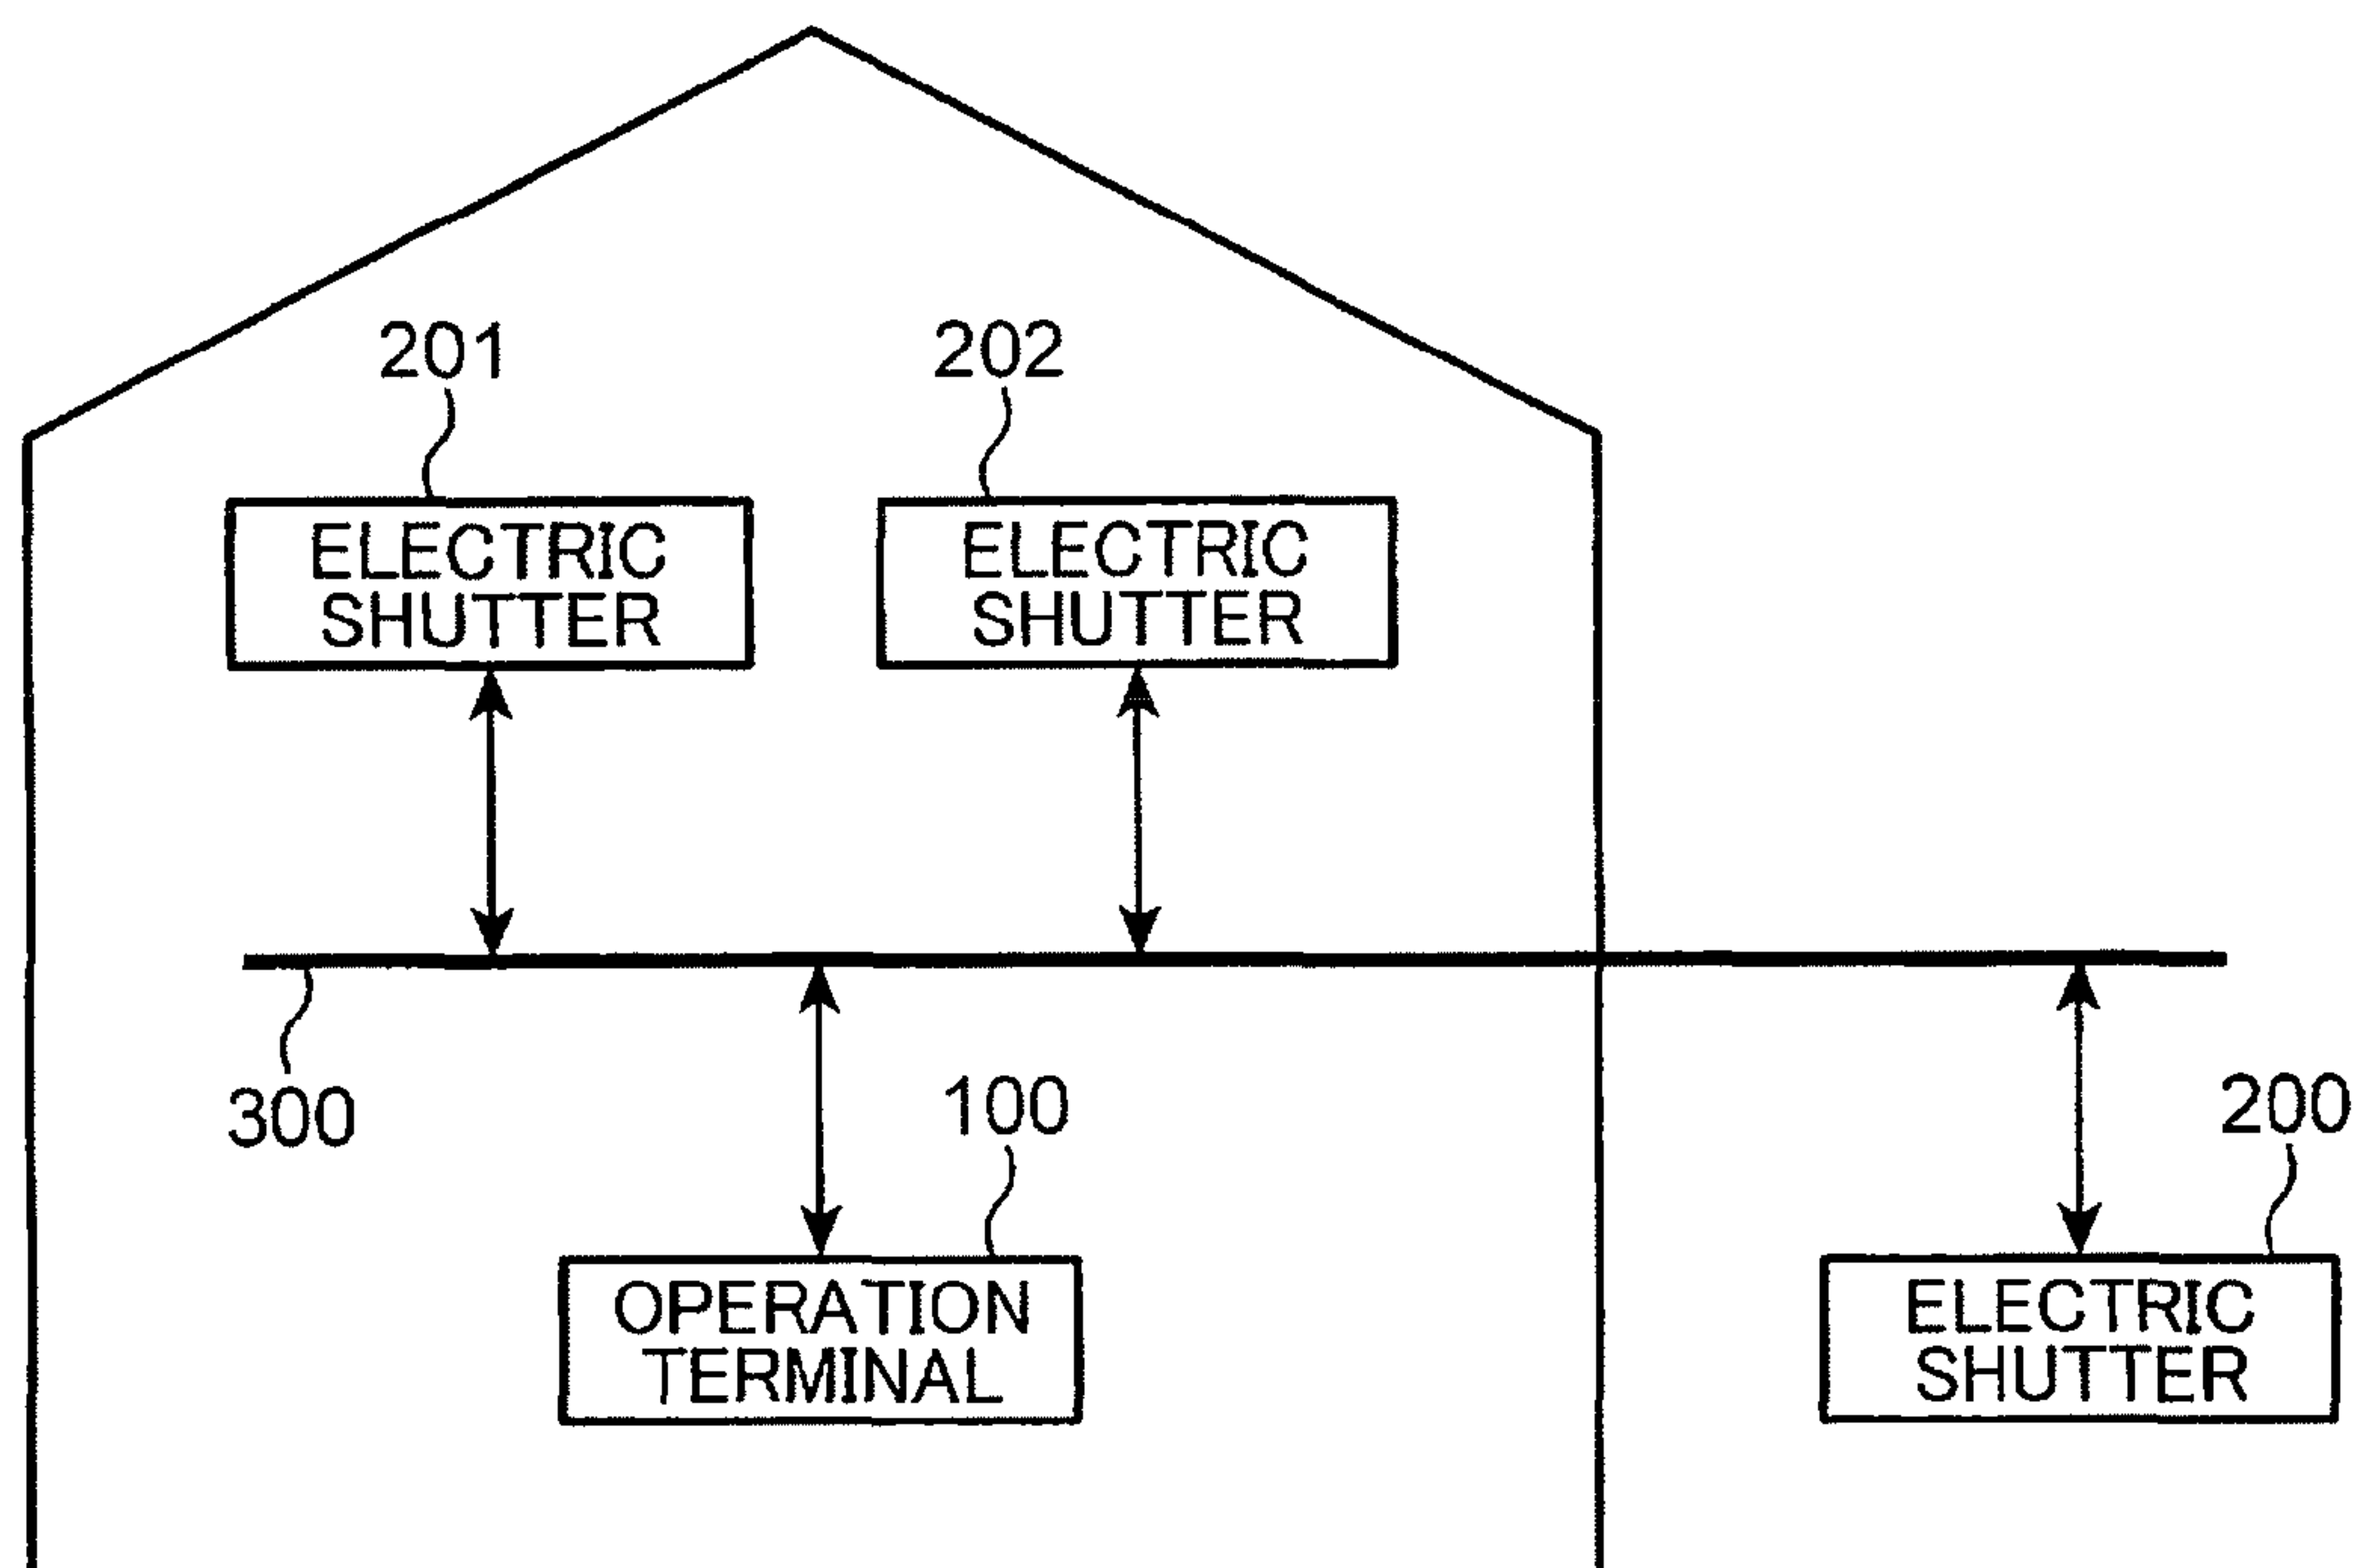 201
202
ELECTRIC
SHUTTER
ELECTRIC
SHUTTER
300
100
200
OPERATION
TERMINAL
ELECTRIC
SHUTTER